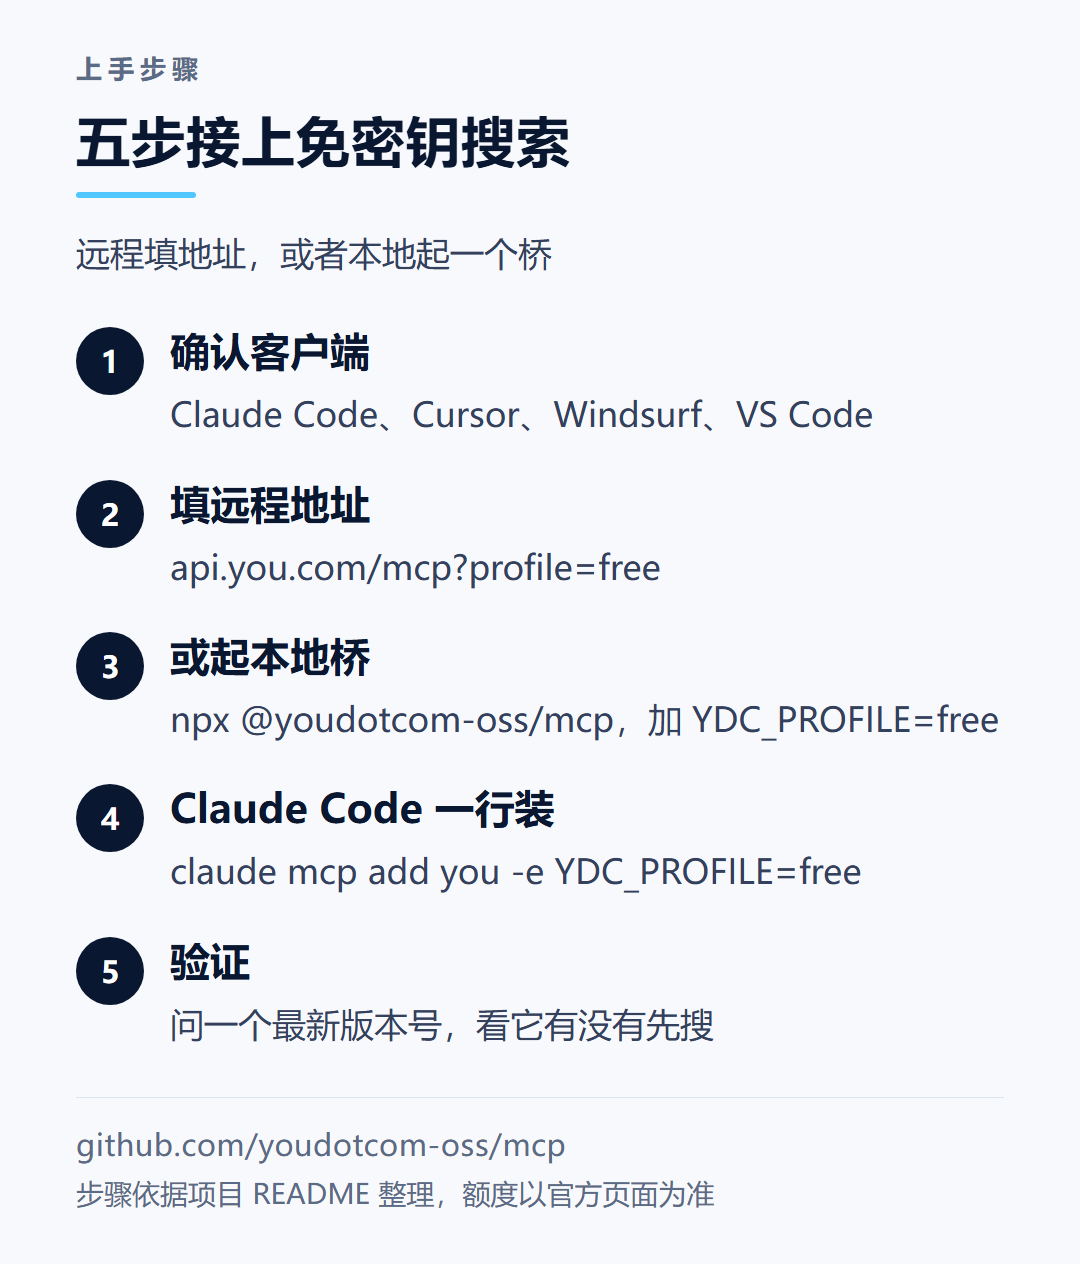 上手步骤
五步接上免密钥搜索
远程填地址，或者本地起一个桥
1
确认客户端
Claude Code、Cursor、Windsurf、VS Code
2
填远程地址
api.you.com/mcp?profile=free
3
或起本地桥
npx @youdotcom-oss/mcp，加 YDC_PROFILE=free
4
Claude Code 一行装
claude mcp add you -e YDC_PROFILE=free
5
验证
问一个最新版本号，看它有没有先搜
github.com/youdotcom-oss/mcp
步骤依据项目 README 整理，额度以官方页面为准